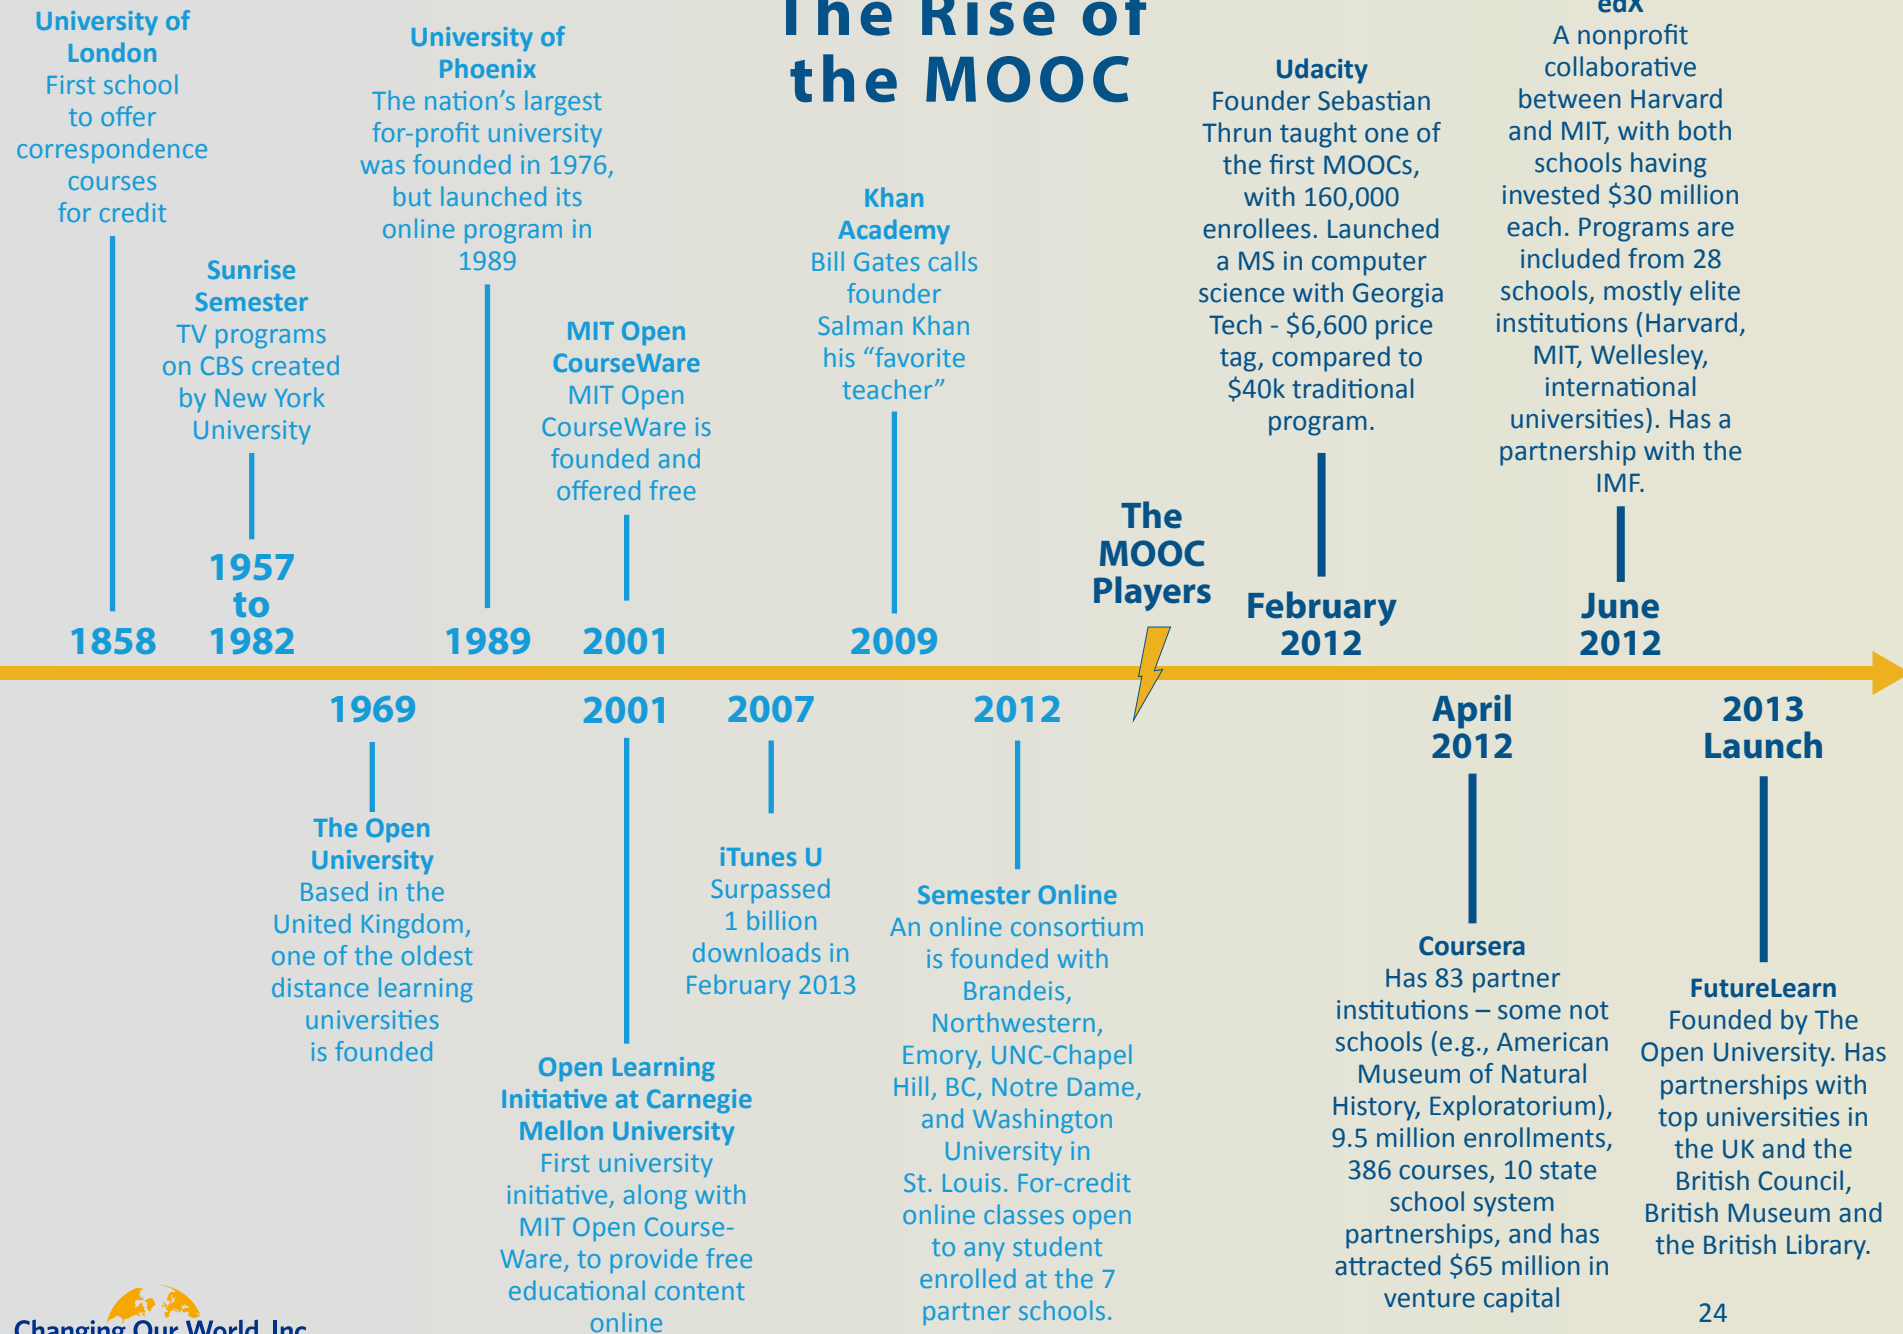 The Rise of
the MOOC
University of
London
First school
to offer
correspondence
courses
for credit
1858
Sunrise
Semester
TV programs
on CBS created
by New York
University
1957
to
1982
University of
Phoenix
The nation's largest
for-profit university
was founded in 1976,
but launched its
online program in
1989
1989
MIT Open
CourseWare
MIT Open
CourseWare is
founded and
offered free
2001
Khan
Academy
Bill Gates calls
founder
Salman Khan
his “favorite
teacher”
2009
The
MOOC
Players
Udacity
Founder Sebastian
Thrun taught one of
the first MOOCs,
with 160,000
enrollees. Launched
a MS in computer
science with Georgia
Tech - $6,600 price
tag, compared to
$40k traditional
program.
February
2012
edX
A nonprofit
collaborative
between Harvard
and MIT, with both
schools having
invested $30 million
each. Programs are
included from 28
schools, mostly elite
institutions (Harvard,
MIT, Wellesley,
international
universities). Has a
partnership with the
IMF.
June
2012
1969
The Open
University
Based in the
United Kingdom,
one of the oldest
distance learning
universities
is founded
2001
Open Learning
Initiative at Carnegie
Mellon University
First university
initiative, along with
MIT Open Course-
Ware, to provide free
educational content
online
2007
iTunes U
Surpassed
1 billion
downloads in
February 2013
2012
Semester Online
An online consortium
is founded with
Brandeis,
Northwestern,
Emory, UNC-Chapel
Hill, BC, Notre Dame,
and Washington
University in
St. Louis. For-credit
online classes open
to any student
enrolled at the 7
partner schools.
April
2012
Coursera
Has 83 partner
institutions – some not
schools (e.g., American
Museum of Natural
History, Exploratorium),
9.5 million enrollments,
386 courses, 10 state
school system
partnerships, and has
attracted $65 million in
venture capital
2013
Launch
FutureLearn
Founded by The
Open University. Has
partnerships with
top universities in
the UK and the
British Council,
British Museum and
the British Library.
Changing Our World, Inc
24